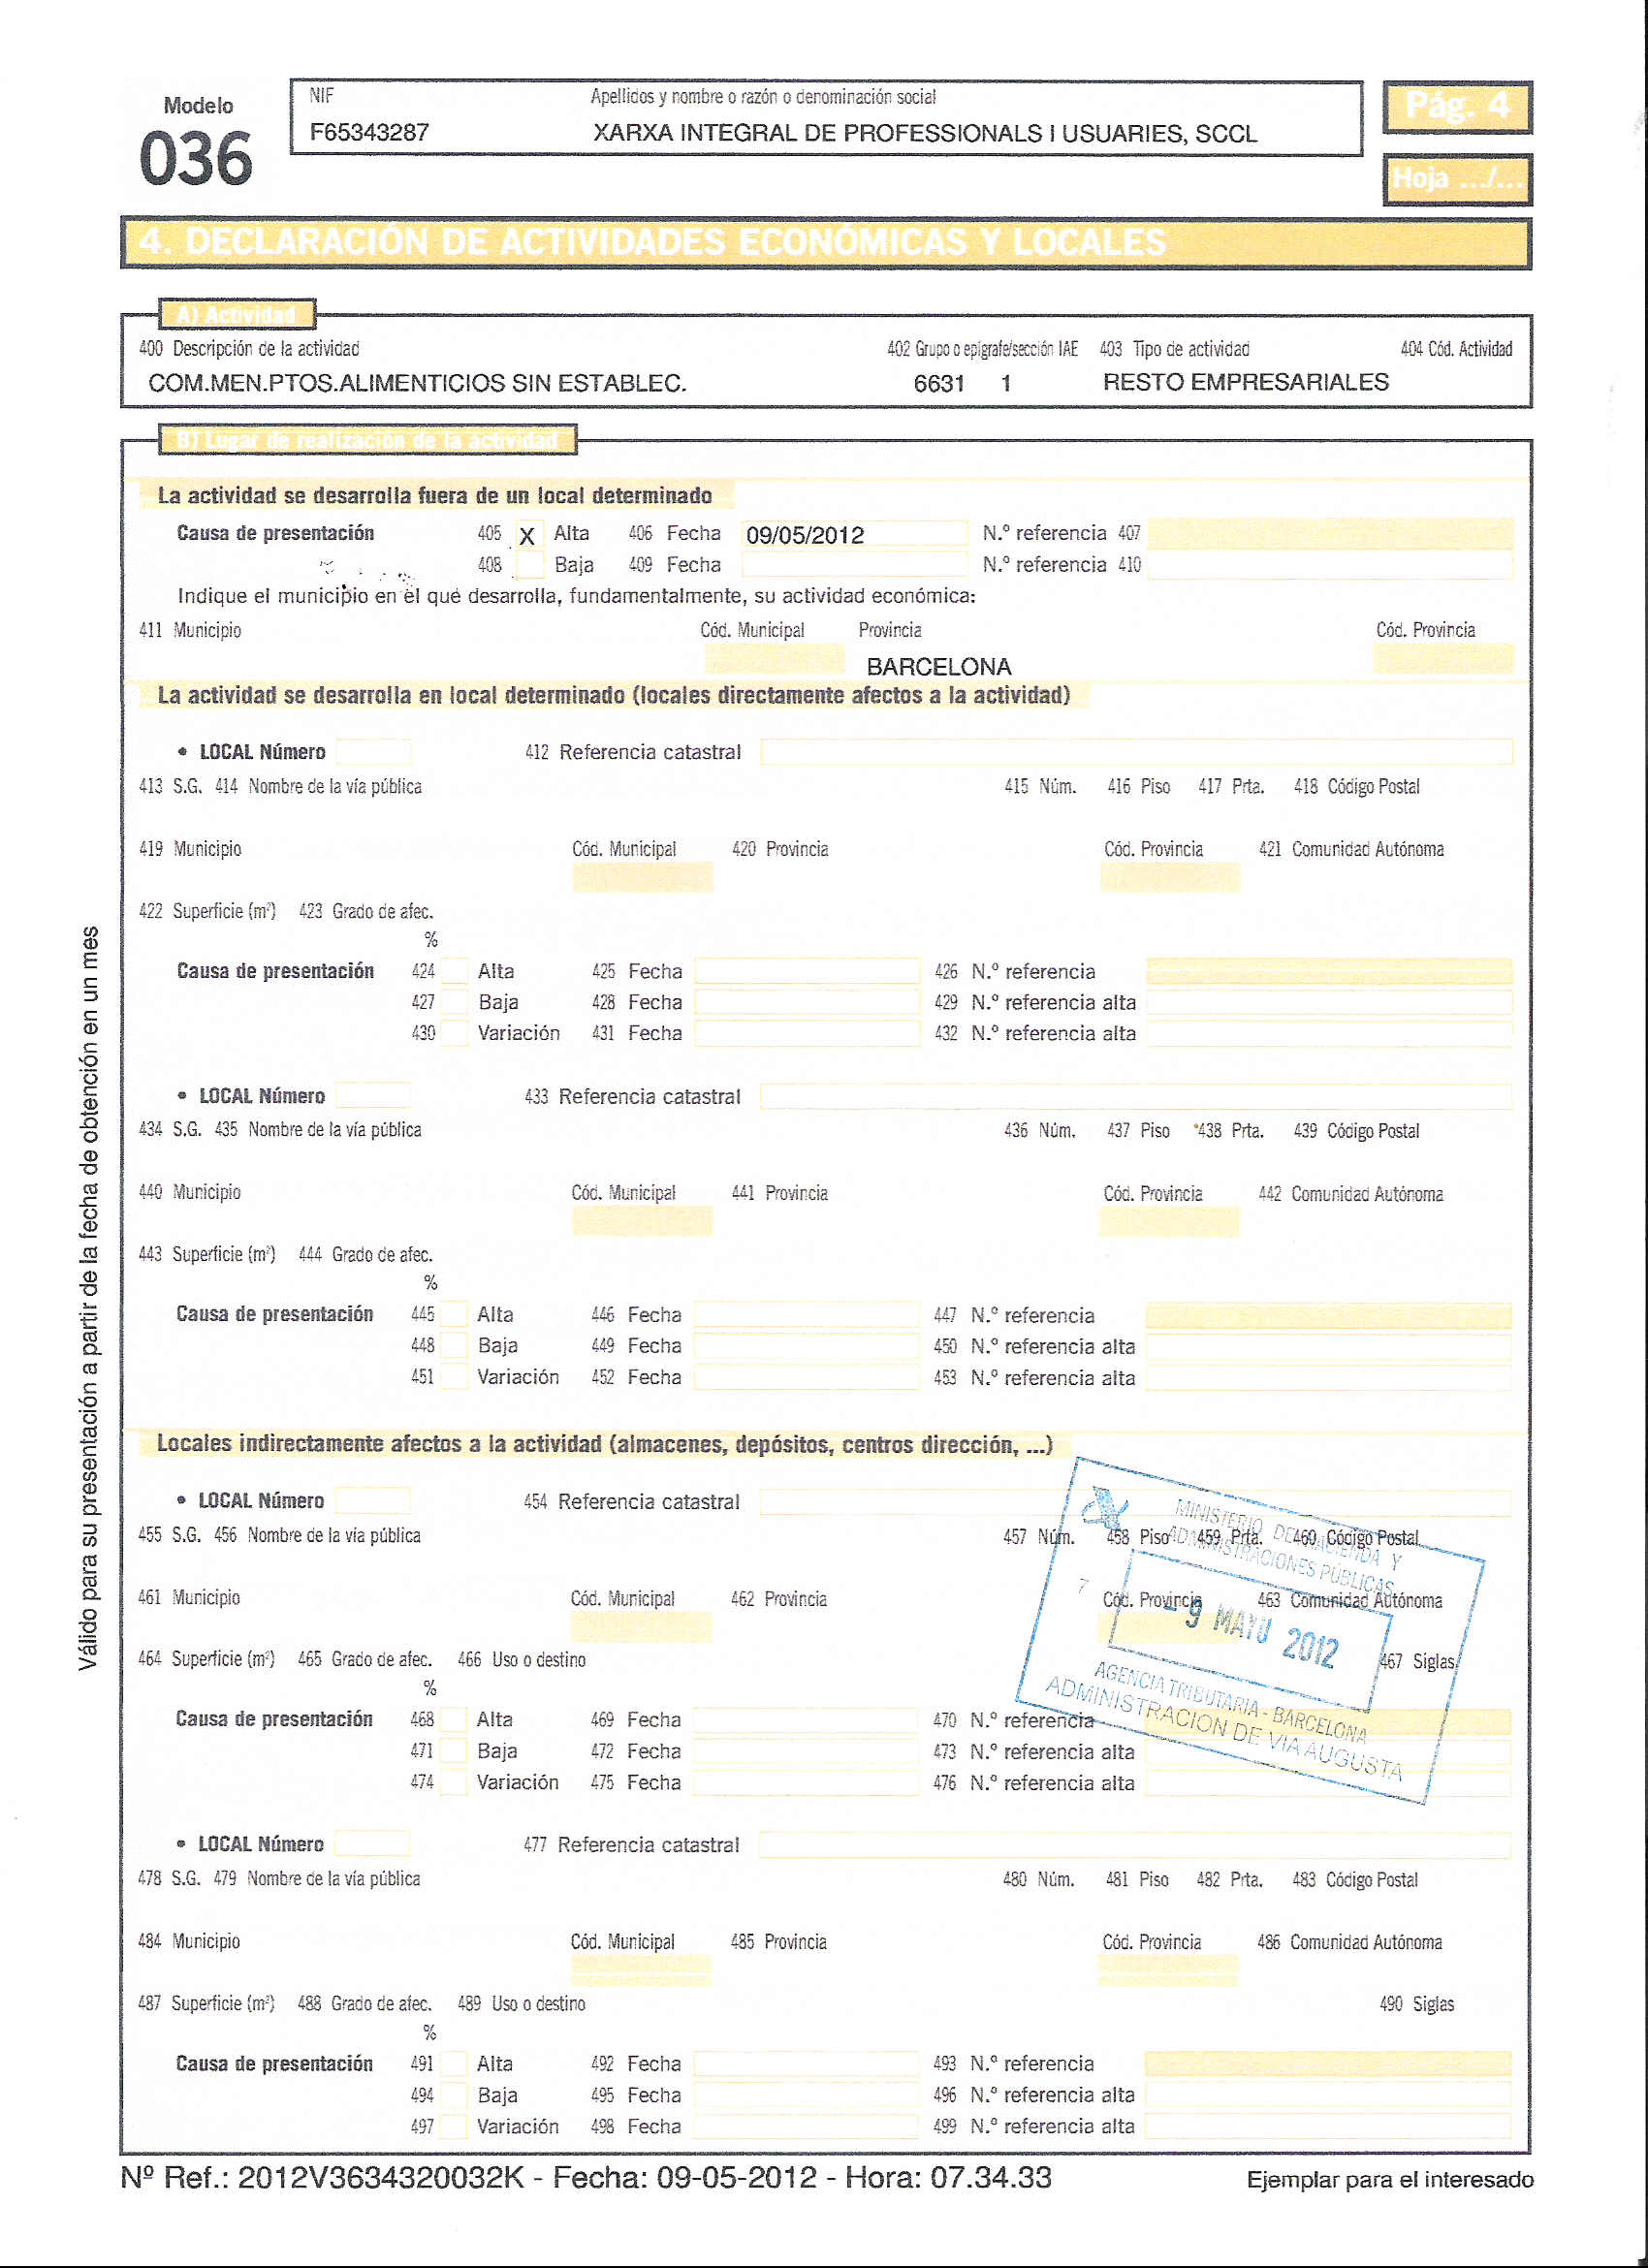 Modelo
036
NIF
Apellidos y nombre o razón o denominación social
F65343287
XARXA INTEGRAL DE PROFESSIONALS I USUARIES, SCCL
Pág. 4
Hoja .../...
4. DECLARACIÓN DE ACTIVIDADES ECONÓMICAS Y LOCALES
A) Actividad
400 Descripción de la actividad 402 Grupo o epígrafe/sección IAE 403 Tipo de actividad 404 Cód. Actividad
COM.MEN.PTOS.ALIMENTICIOS SIN ESTABLEC. 6631 1 RESTO EMPRESARIALES
B) Lugar de realización de la actividad
La actividad se desarrolla fuera de un local determinado
Causa de presentación 405 X Alta 406 Fecha 09/05/2012 N.º referencia 407
408 Baja 409 Fecha N.º referencia 410
Indique el municipio en el que desarrolla, fundamentalmente, su actividad económica:
411 Municipio Cód. Municipal Provincia Cód. Provincia
BARCELONA
La actividad se desarrolla en local determinado (locales directamente afectos a la actividad)
• LOCAL Número 412 Referencia catastral
413 S.G. 414 Nombre de la vía pública 415 Núm. 416 Piso 417 Prta. 418 Código Postal
419 Municipio Cód. Municipal 420 Provincia Cód. Provincia 421 Comunidad Autónoma
422 Superficie (m²) 423 Grado de afec.
%
Causa de presentación 424 Alta 425 Fecha 426 N.º referencia
427 Baja 428 Fecha 429 N.º referencia alta
430 Variación 431 Fecha 432 N.º referencia alta
• LOCAL Número 433 Referencia catastral
434 S.G. 435 Nombre de la vía pública 436 Núm. 437 Piso 438 Prta. 439 Código Postal
440 Municipio Cód. Municipal 441 Provincia Cód. Provincia 442 Comunidad Autónoma
443 Superficie (m²) 444 Grado de afec.
%
Causa de presentación 445 Alta 446 Fecha 447 N.º referencia
448 Baja 449 Fecha 450 N.º referencia alta
451 Variación 452 Fecha 453 N.º referencia alta
Locales indirectamente afectos a la actividad (almacenes, depósitos, centros dirección, ...)
• LOCAL Número 454 Referencia catastral
455 S.G. 456 Nombre de la vía pública 457 Núm. 458 Piso 459 Prta. 460 Código Postal
461 Municipio Cód. Municipal 462 Provincia Cód. Provincia 463 Comunidad Autónoma
464 Superficie (m²) 465 Grado de afec. 466 Uso o destino 467 Siglas
%
Causa de presentación 468 Alta 469 Fecha 470 N.º referencia
471 Baja 472 Fecha 473 N.º referencia alta
474 Variación 475 Fecha 476 N.º referencia alta
MINISTERIO DE HACIENDA Y
ADMINISTRACIONES PÚBLICAS
7
- 9 MAYO 2012
AGENCIA TRIBUTARIA - BARCELONA
ADMINISTRACION DE VIA AUGUSTA
• LOCAL Número 477 Referencia catastral
478 S.G. 479 Nombre de la vía pública 480 Núm. 481 Piso 482 Prta. 483 Código Postal
484 Municipio Cód. Municipal 485 Provincia Cód. Provincia 486 Comunidad Autónoma
487 Superficie (m²) 488 Grado de afec. 489 Uso o destino 490 Siglas
%
Causa de presentación 491 Alta 492 Fecha 493 N.º referencia
494 Baja 495 Fecha 496 N.º referencia alta
497 Variación 498 Fecha 499 N.º referencia alta
Nº Ref.: 2012V3634320032K - Fecha: 09-05-2012 - Hora: 07.34.33
Ejemplar para el interesado
Válido para su presentación a partir de la fecha de obtención en un mes